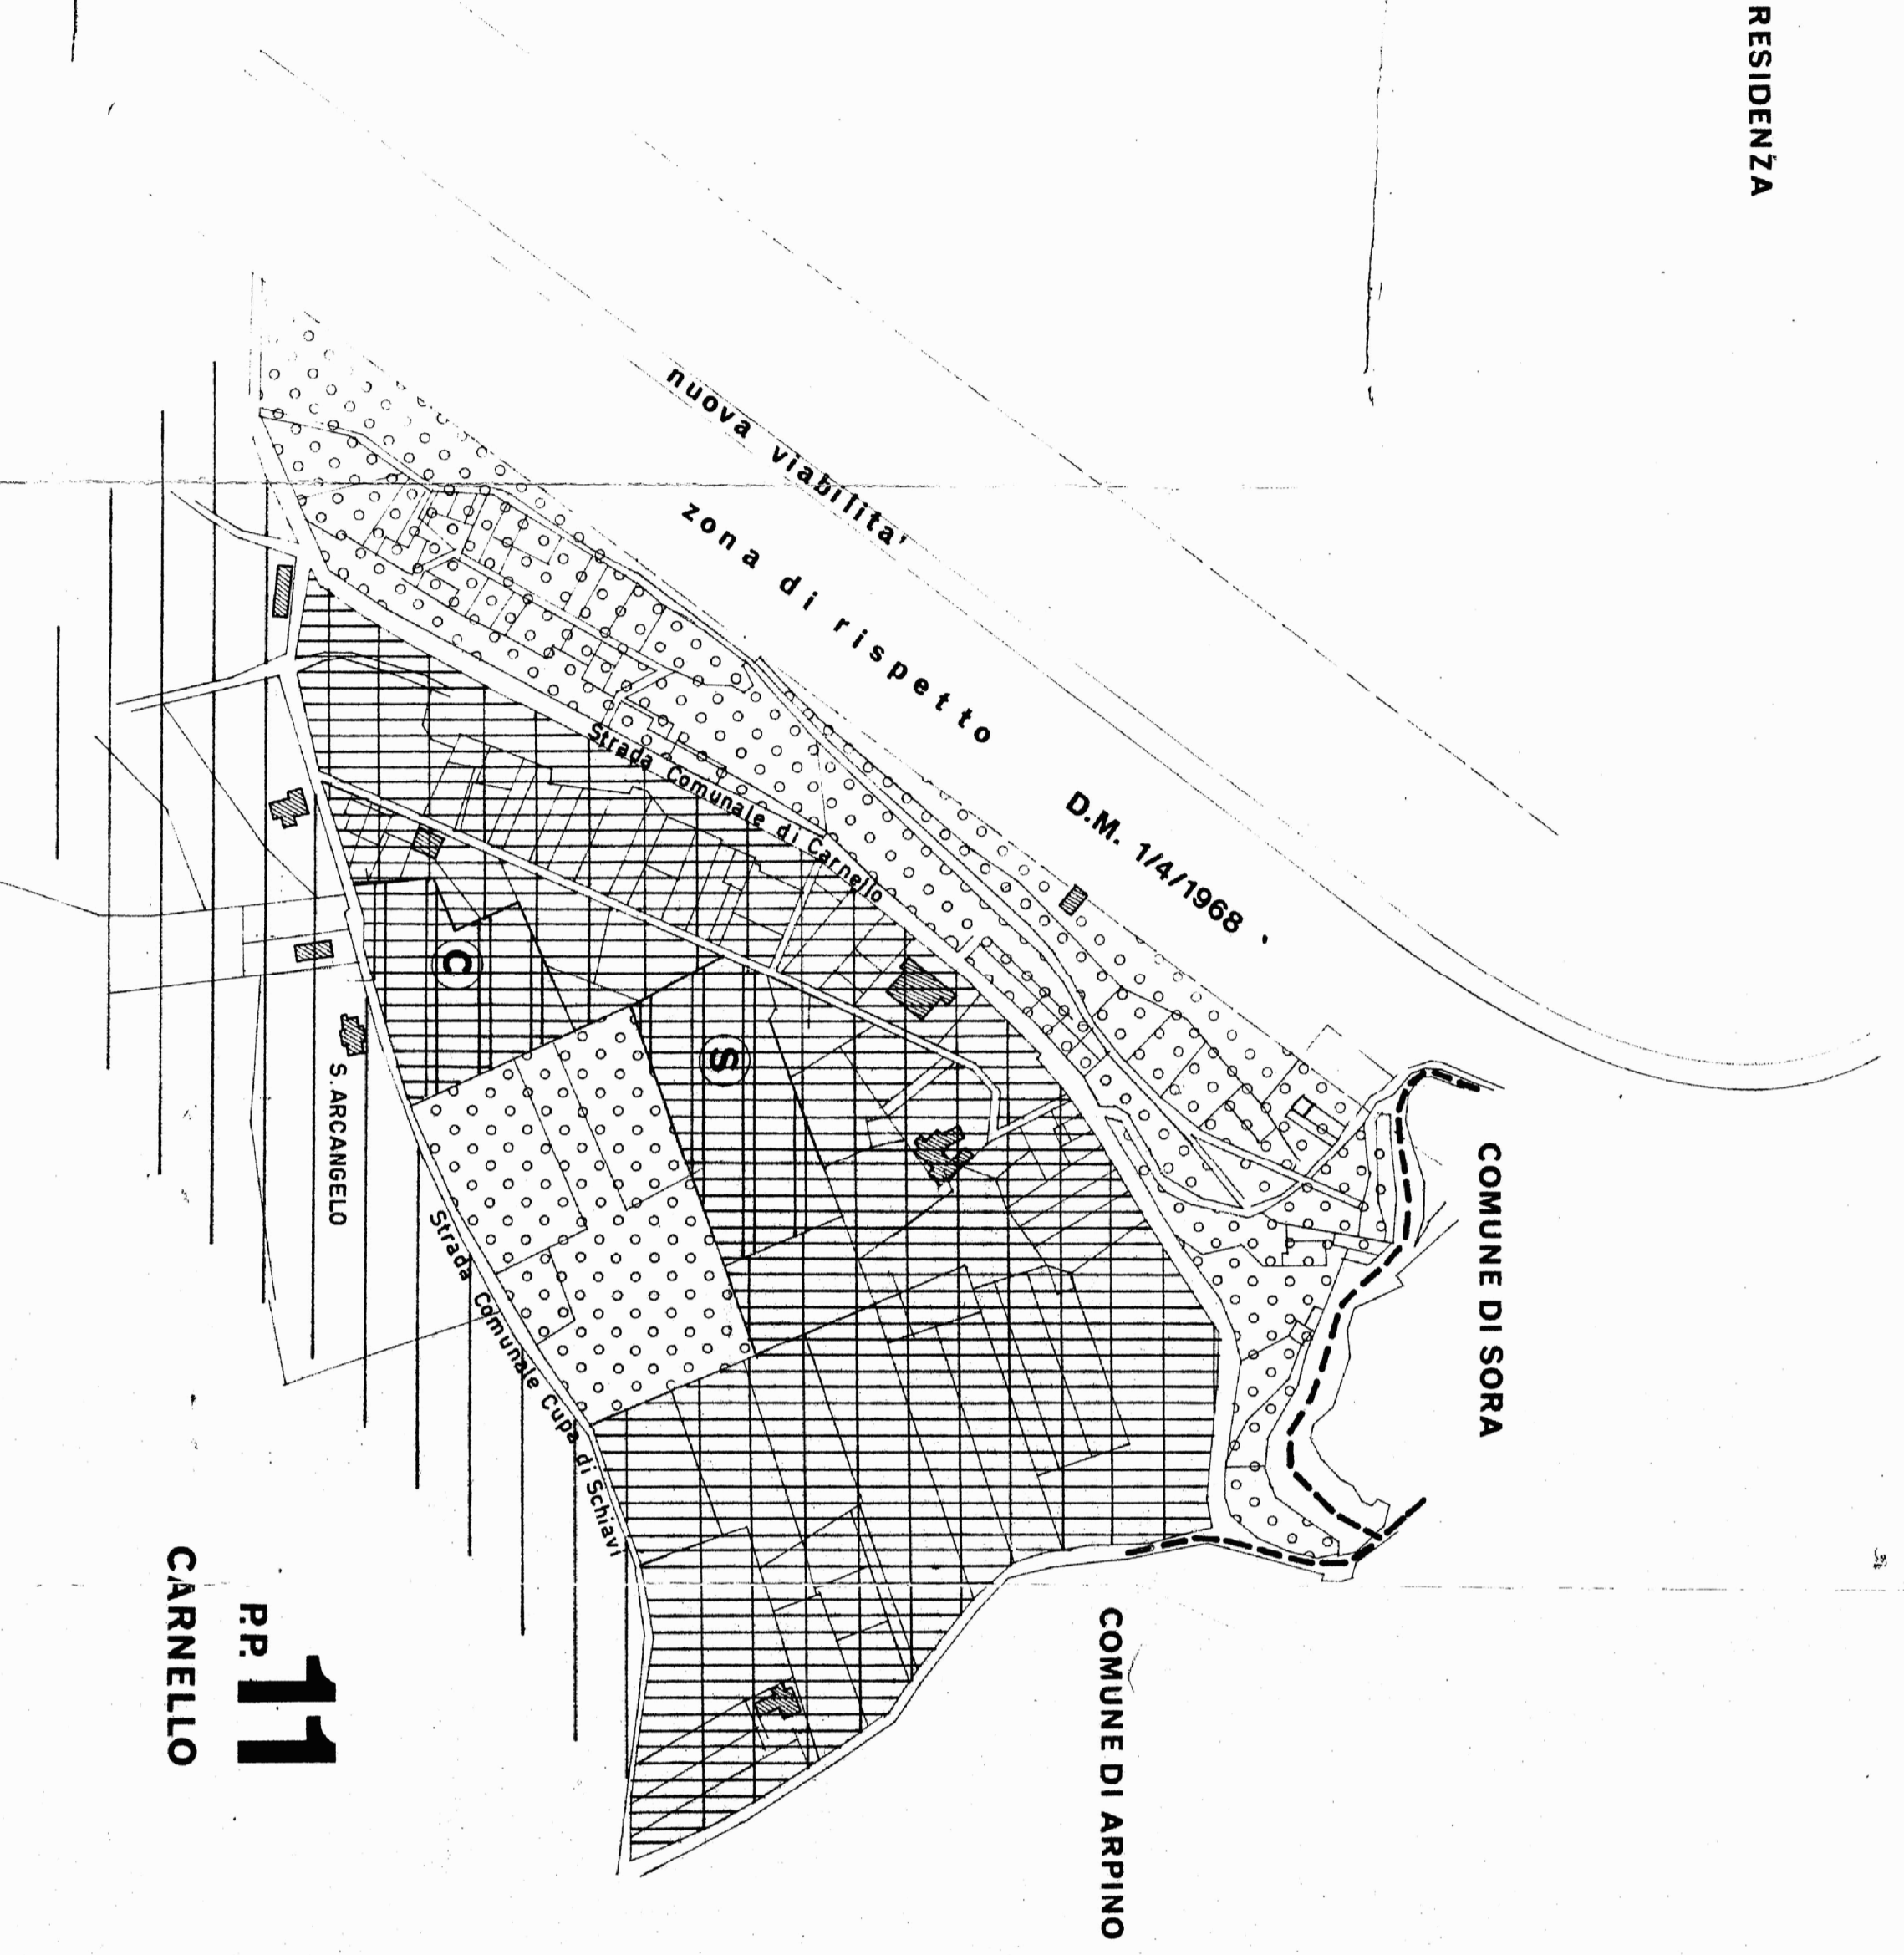 RESIDENZA
nuova viabilita'
zona di rispetto
D.M. 1/4/1968
Strada Comunale di Carnello
C
S
S. ARCANGELO
Strada Comunale Cupa di Schiavi
COMUNE DI SORA
COMUNE DI ARPINO
P.P. 11
CARNELLO